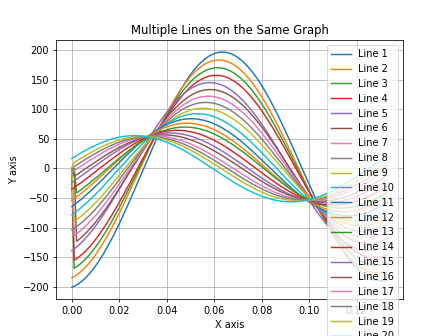 Multiple Lines on the Same Graph
Y axis
200
150
100
50
0
−50
−100
−150
−200
0.00
0.02
0.04
0.06
0.08
0.10
X axis
Line 1
Line 2
Line 3
Line 4
Line 5
Line 6
Line 7
Line 8
Line 9
Line 10
Line 11
Line 12
Line 13
Line 14
Line 15
Line 16
Line 17
Line 18
Line 19
Line 20